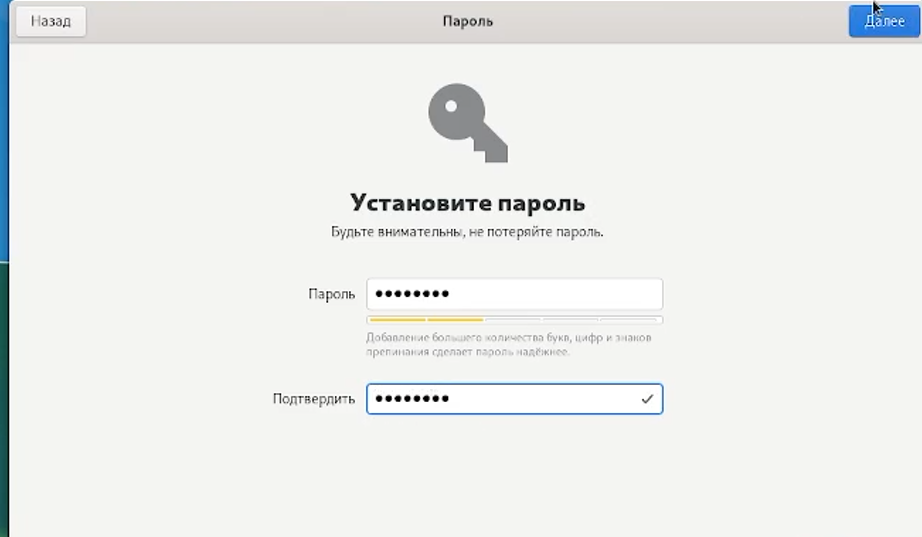 Назад
Пароль
Далее
Установите пароль
Будьте внимательны, не потеряйте пароль.
Пароль
••••••••
Добавление большего количества букв, цифр и знаков
препинания сделает пароль надёжнее.
Подтвердить
••••••••